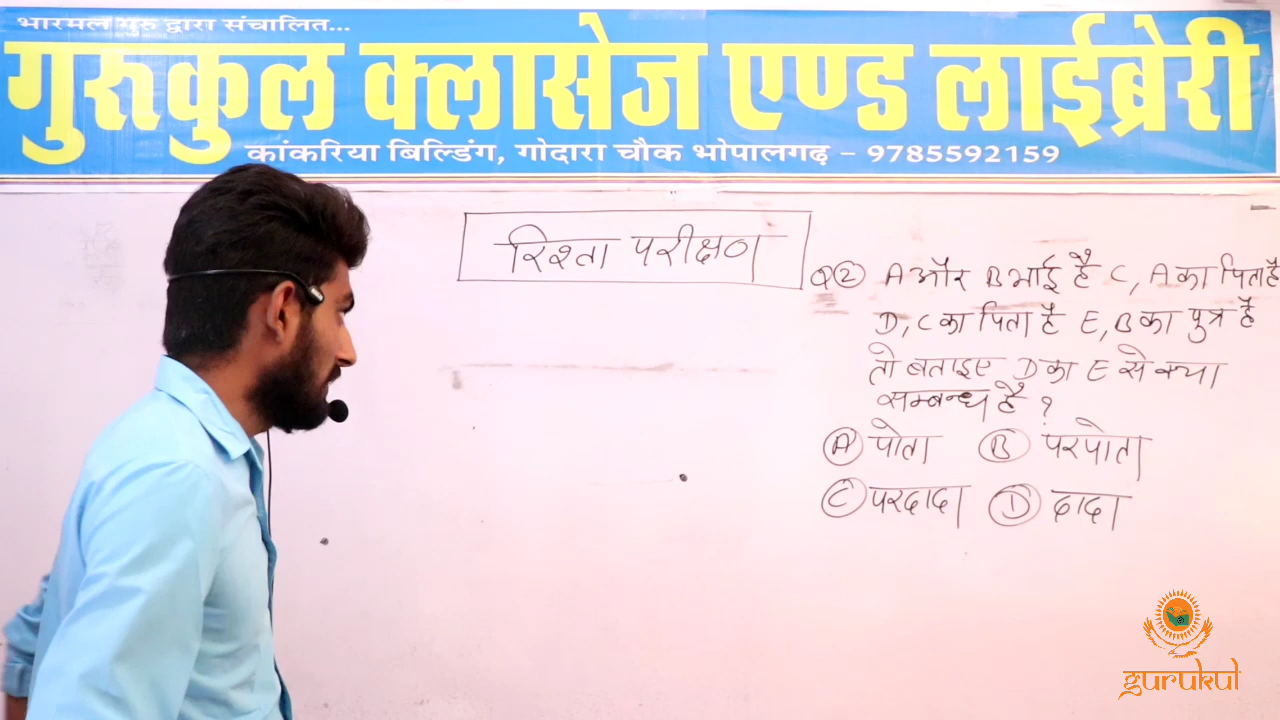 भारमल गुरु द्वारा संचालित...
गुरुकुल क्लासेज एण्ड लाईब्रेरी
कांकरिया बिल्डिंग, गोदारा चौक भोपालगढ़ - 9785592159
रिश्ता परीक्षण
Q② A और B भाई है C, A का पिता है
D, C का पिता है E, B का पुत्र है
तो बताइए D का E से क्या
सम्बन्ध है ?
Ⓐ पोता Ⓑ परपोता
Ⓒ परदादा Ⓓ दादा
gurukul